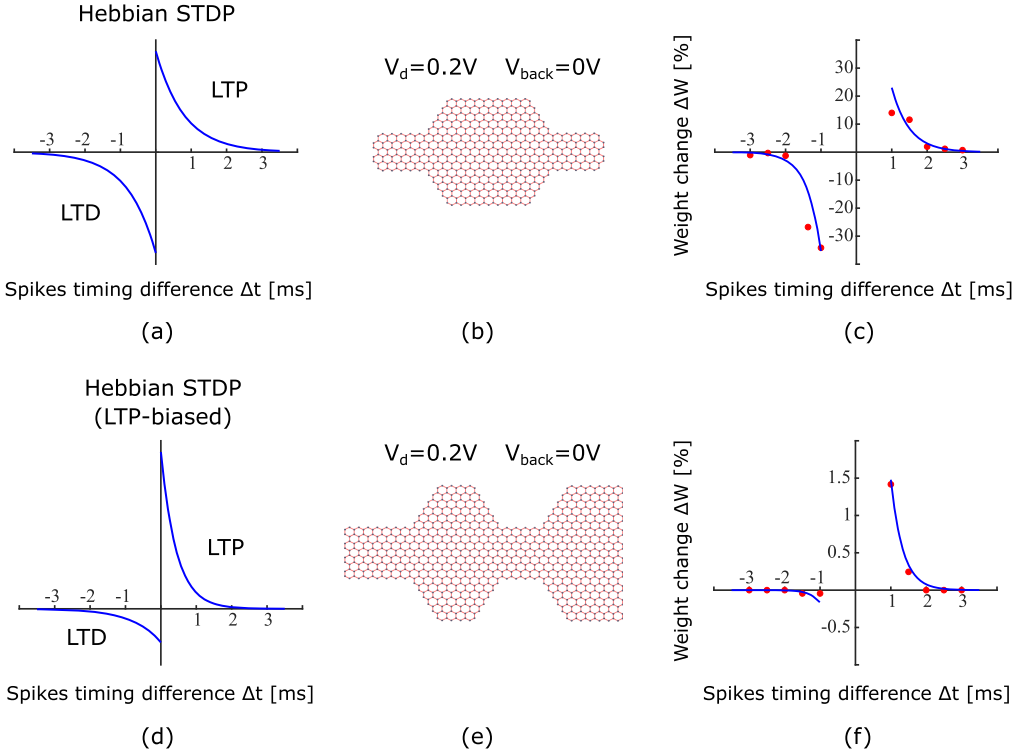 Hebbian STDP
LTP
-3 -2 -1
1 2 3
LTD
Spikes timing difference Δt [ms]
(a)
V_d=0.2V V_back=0V
(b)
Weight change ΔW [%]
30
20
10
-3 -2 -1
1 2 3
-10
-20
-30
Spikes timing difference Δt [ms]
(c)
Hebbian STDP
(LTP-biased)
LTP
-3 -2 -1
1 2 3
LTD
Spikes timing difference Δt [ms]
(d)
V_d=0.2V V_back=0V
(e)
Weight change ΔW [%]
1.5
1
0.5
-3 -2 -1
1 2 3
-0.5
Spikes timing difference Δt [ms]
(f)